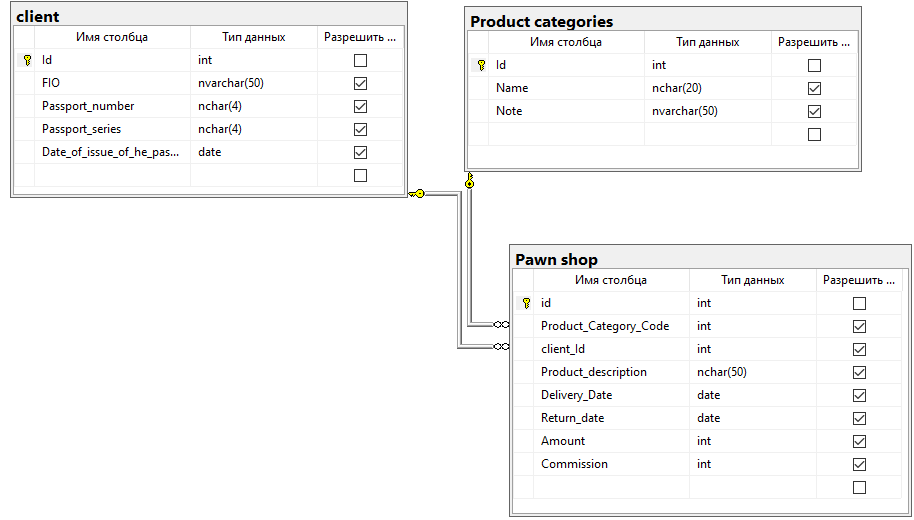 client
Имя столбца Тип данных Разрешить ...
Id int
FIO nvarchar(50)
Passport_number nchar(4)
Passport_series nchar(4)
Date_of_issue_of_he_pas... date
Product categories
Имя столбца Тип данных Разрешить ...
Id int
Name nchar(20)
Note nvarchar(50)
Pawn shop
Имя столбца Тип данных Разрешить ...
id int
Product_Category_Code int
client_Id int
Product_description nchar(50)
Delivery_Date date
Return_date date
Amount int
Commission int